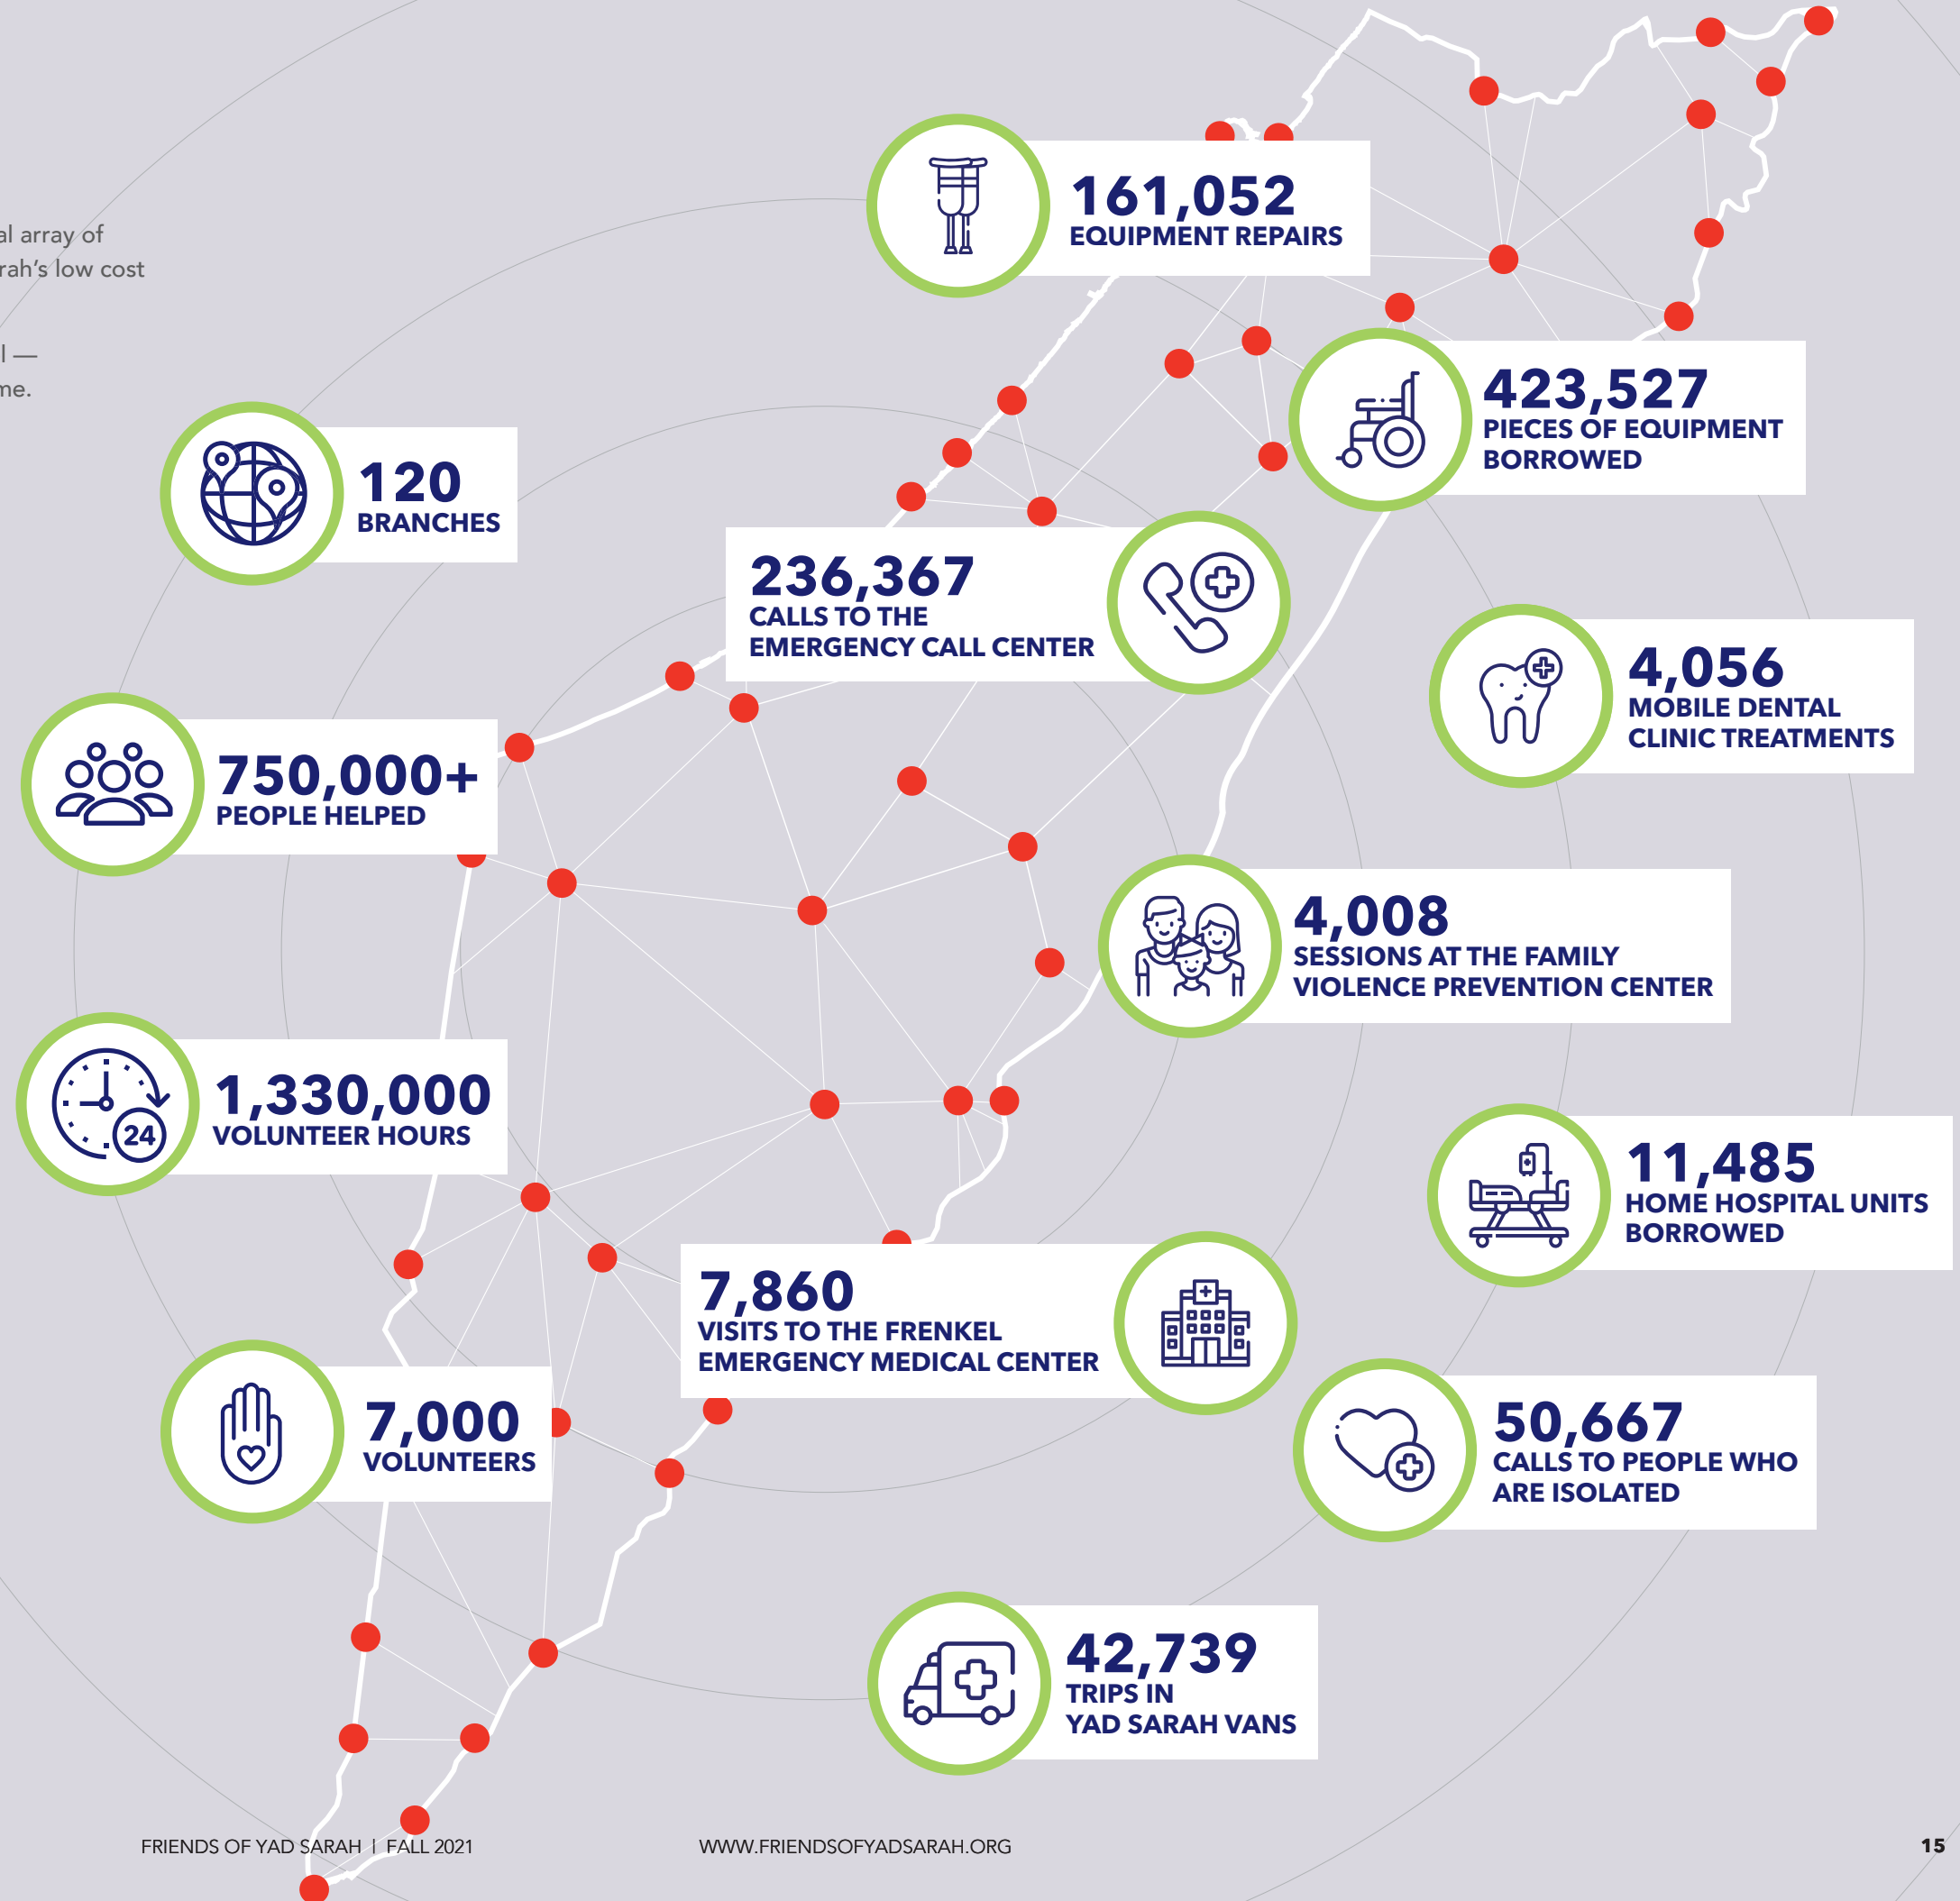 al array of
rah's low cost
l —
me.
161,052
EQUIPMENT REPAIRS
423,527
PIECES OF EQUIPMENT
BORROWED
120
BRANCHES
236,367
CALLS TO THE
EMERGENCY CALL CENTER
4,056
MOBILE DENTAL
CLINIC TREATMENTS
750,000+
PEOPLE HELPED
4,008
SESSIONS AT THE FAMILY
VIOLENCE PREVENTION CENTER
24
1,330,000
VOLUNTEER HOURS
11,485
HOME HOSPITAL UNITS
BORROWED
7,860
VISITS TO THE FRENKEL
EMERGENCY MEDICAL CENTER
7,000
VOLUNTEERS
50,667
CALLS TO PEOPLE WHO
ARE ISOLATED
42,739
TRIPS IN
YAD SARAH VANS
FRIENDS OF YAD SARAH | FALL 2021
WWW.FRIENDSOFYADSARAH.ORG
15